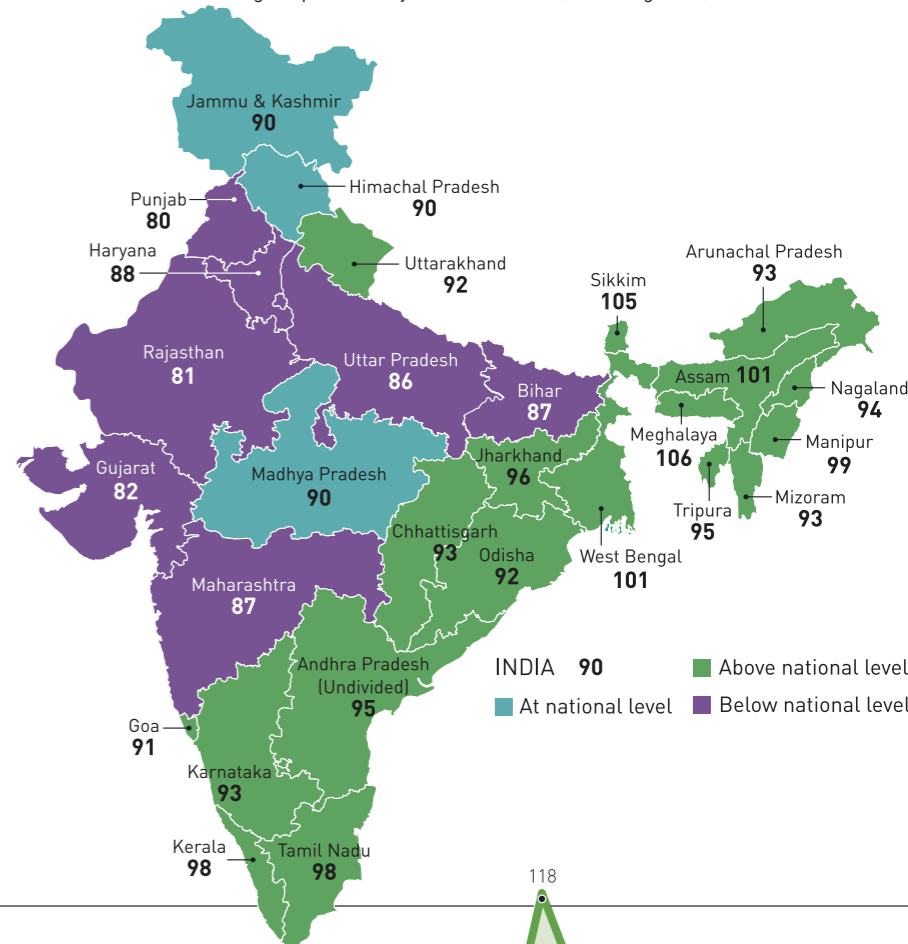 Jammu & Kashmir
90
Himachal Pradesh
90
Punjab
80
Haryana
88
Uttarakhand
92
Arunachal Pradesh
93
Sikkim
105
Rajasthan
81
Uttar Pradesh
86
Bihar
87
Assam 101
Nagaland
94
Meghalaya
106
Manipur
99
Gujarat
82
Madhya Pradesh
90
Jharkhand
96
Tripura
95
Mizoram
93
Chhattisgarh
93
Odisha
92
West Bengal
101
Maharashtra
87
Andhra Pradesh
(Undivided)
95
INDIA 90
Above national level
At national level
Below national level
Goa
91
Karnataka
93
Kerala
98
Tamil Nadu
98
118